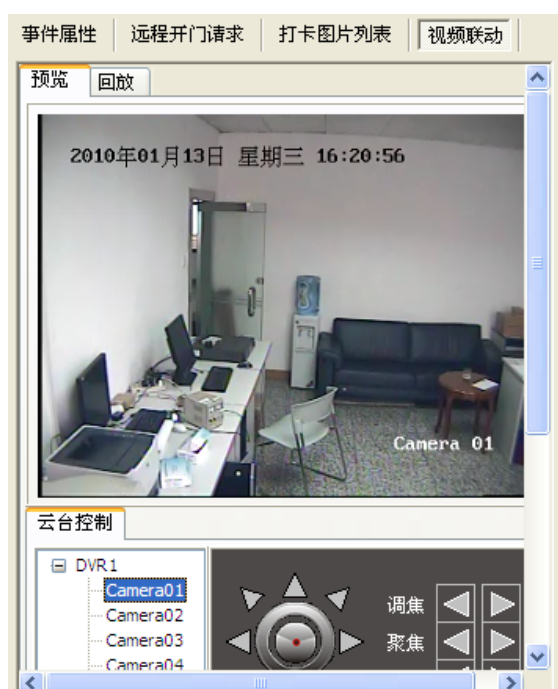 事件属性 远程开门请求 打卡图片列表 视频联动
预览 回放
2010年01月13日 星期三 16:20:56
Camera 01
云台控制
DVR1
Camera01
Camera02
Camera03
Camera04
调焦
聚焦